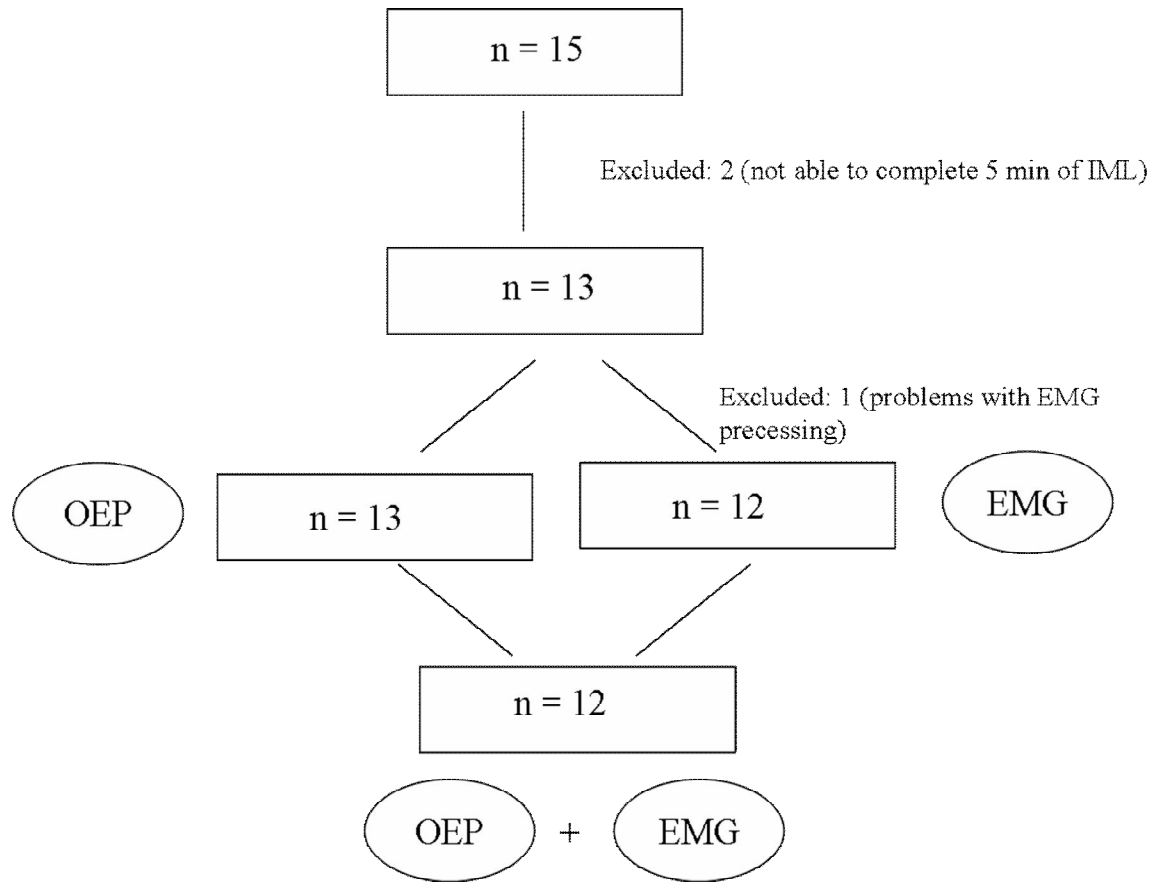 n = 15
Excluded: 2 (not able to complete 5 min of IML)
n = 13
Excluded: 1 (problems with EMG
precessing)
OEP
n = 13
n = 12
EMG
n = 12
OEP + EMG